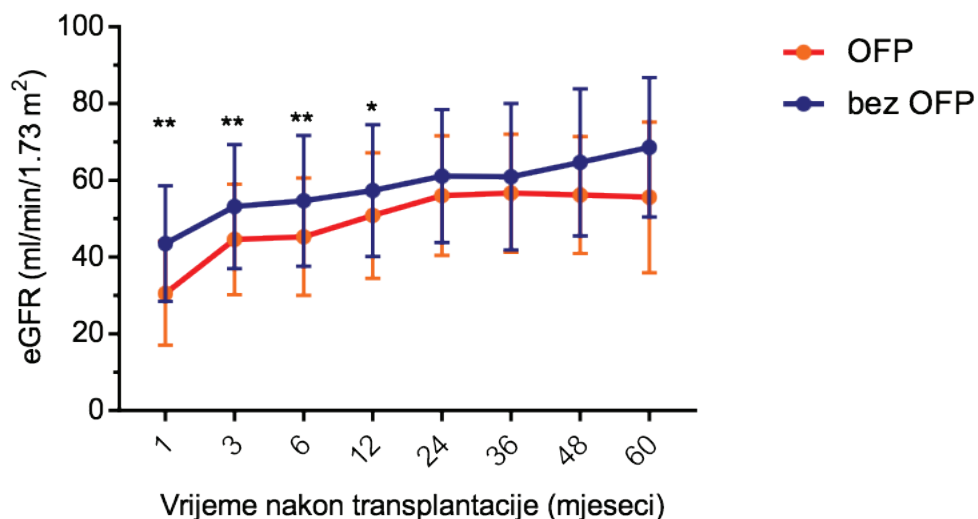 100
80
60
40
20
0
eGFR (ml/min/1.73 m²)
** ** ** *
1 3 6 12 24 36 48 60
Vrijeme nakon transplantacije (mjeseci)
OFP
bez OFP